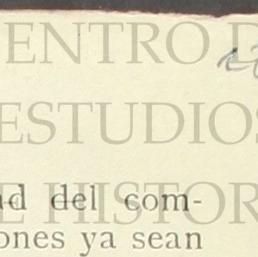 ENTRO D
ESTUDIOS
ad del com-
E HISTOR
ones ya sean